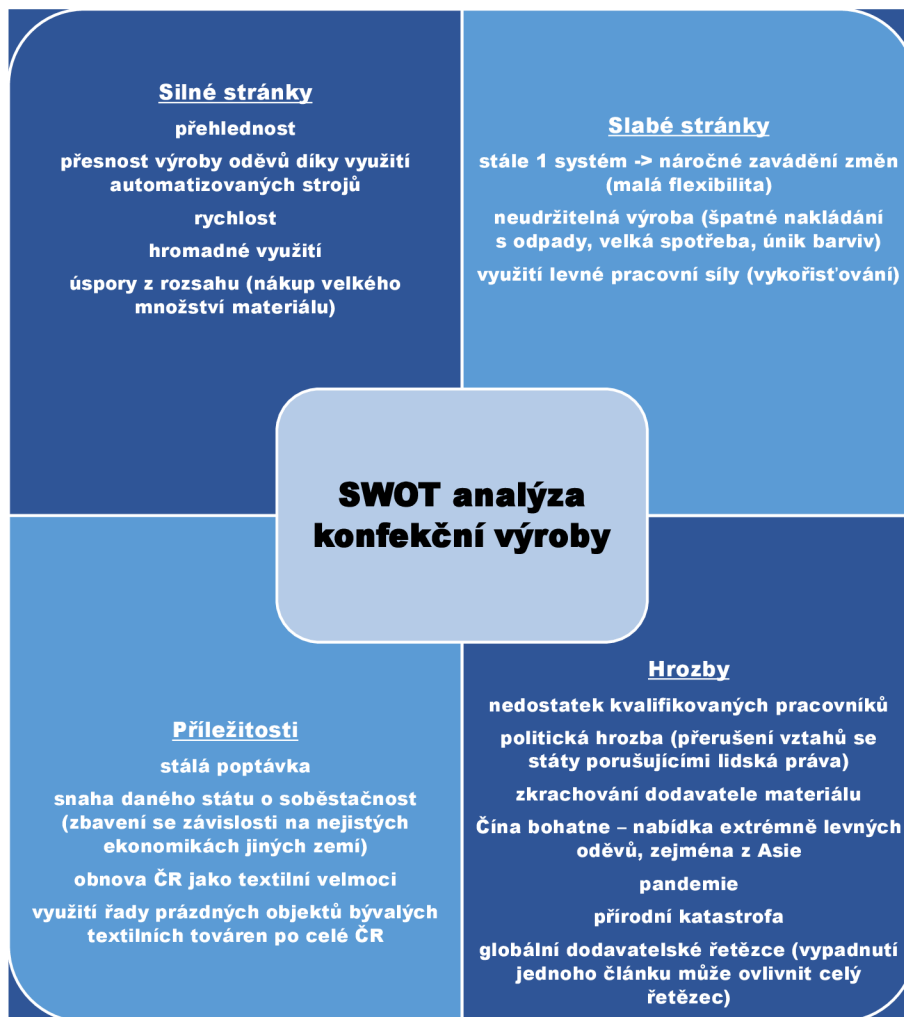 Silné stránky
přehlednost
přesnost výroby oděvů díky využití
automatizovaných strojů
rychlost
hromadné využití
úspory z rozsahu (nákup velkého
množství materiálu)
Slabé stránky
stále 1 systém -> náročné zavádění změn
(malá flexibilita)
neudržitelná výroba (špatné nakládání
s odpady, velká spotřeba, únik barviv)
využití levné pracovní síly (vykořisťování)
SWOT analýza
konfekční výroby
Příležitosti
stálá poptávka
snaha daného státu o soběstačnost
(zbavení se závislosti na nejistých
ekonomikách jiných zemí)
obnova ČR jako textilní velmoci
využití řady prázdných objektů bývalých
textilních továren po celé ČR
Hrozby
nedostatek kvalifikovaných pracovníků
politická hrozba (přerušení vztahů se
státy porušujícími lidská práva)
zkrachování dodavatele materiálu
Čína bohatne – nabídka extrémně levných
oděvů, zejména z Asie
pandemie
přírodní katastrofa
globální dodavatelské řetězce (vypadnutí
jednoho článku může ovlivnit celý
řetězec)